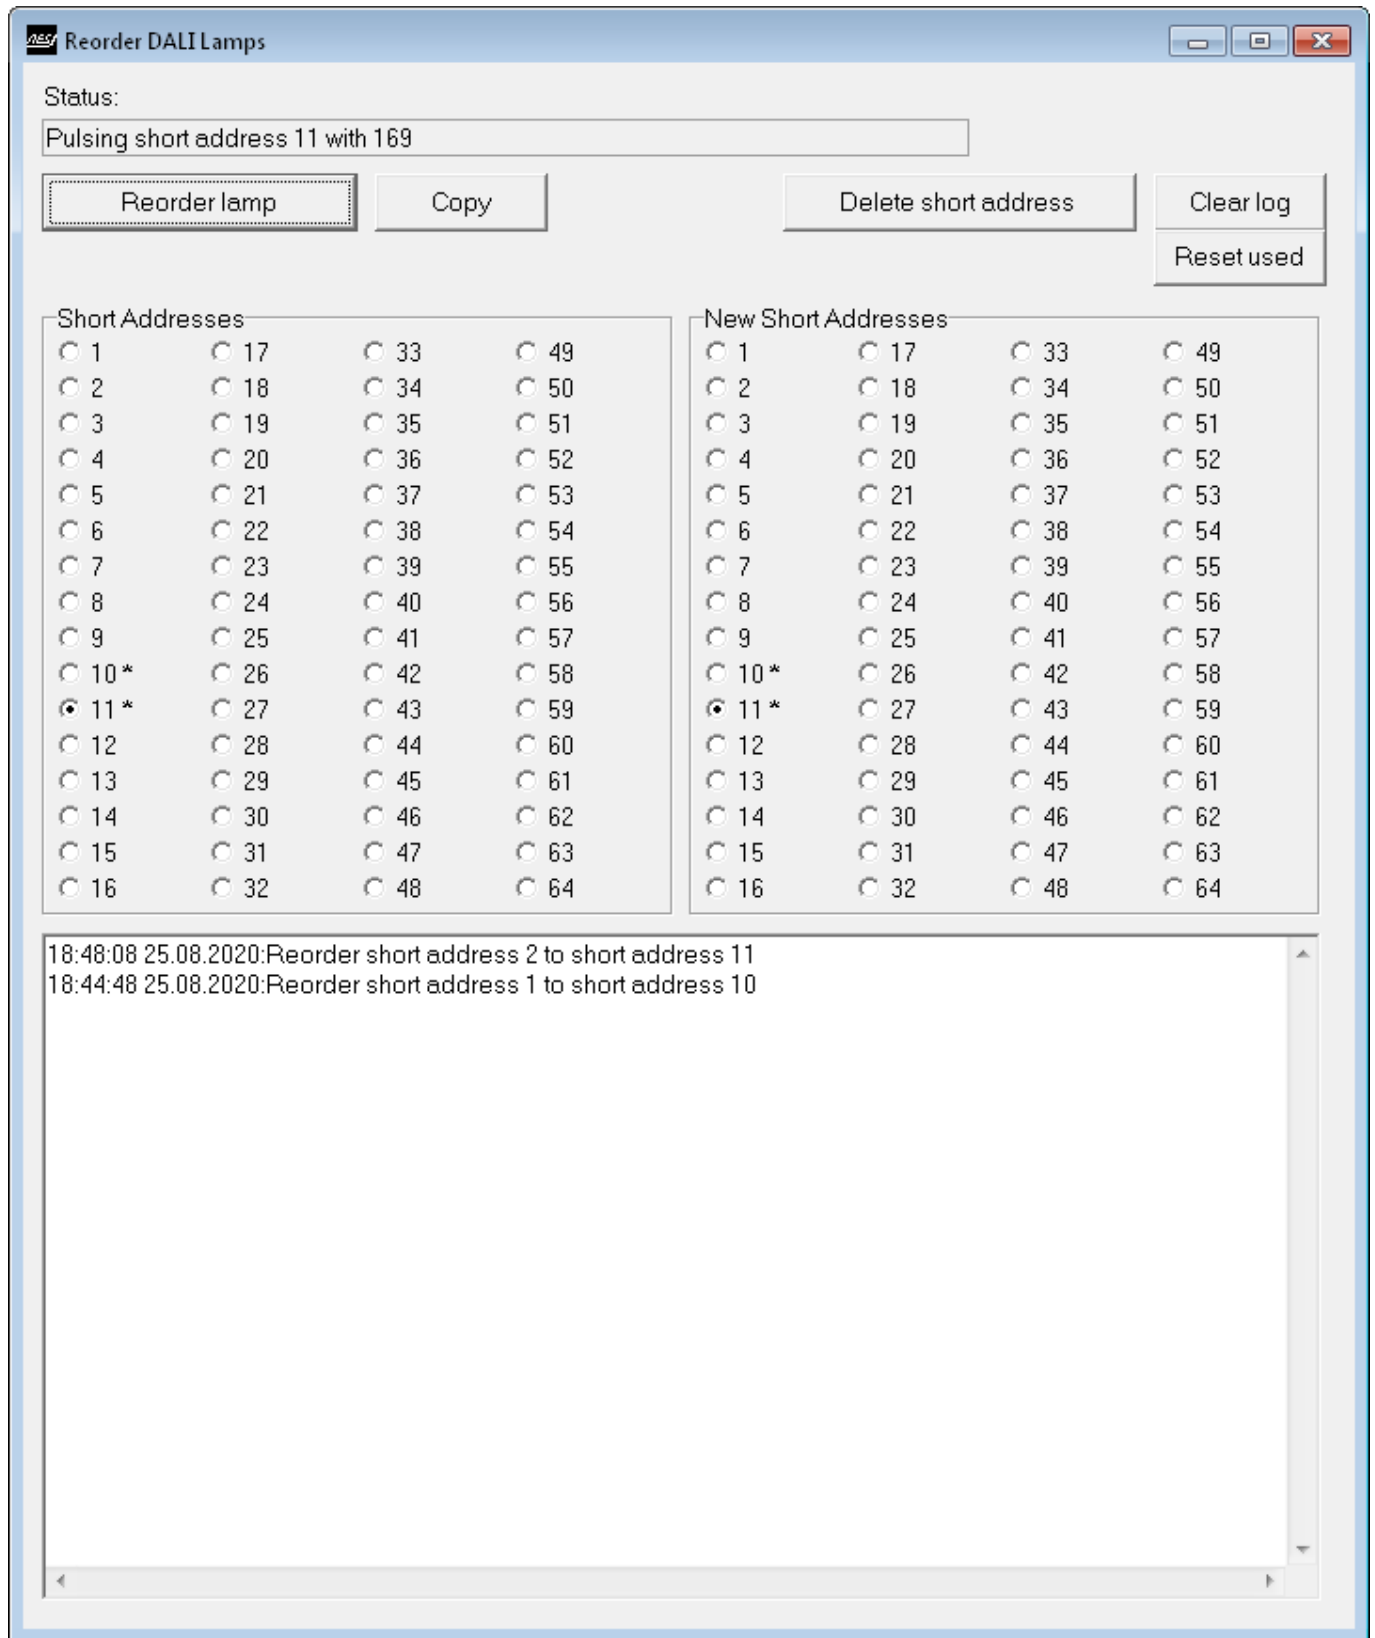 Reorder DALI Lamps
Status:
Pulsing short address 11 with 169
Reorder lamp Copy Delete short address Clear log
Reset used
Short Addresses New Short Addresses
1 17 33 49 1 17 33 49
2 18 34 50 2 18 34 50
3 19 35 51 3 19 35 51
4 20 36 52 4 20 36 52
5 21 37 53 5 21 37 53
6 22 38 54 6 22 38 54
7 23 39 55 7 23 39 55
8 24 40 56 8 24 40 56
9 25 41 57 9 25 41 57
10 * 26 42 58 10 * 26 42 58
11 * 27 43 59 11 * 27 43 59
12 28 44 60 12 28 44 60
13 29 45 61 13 29 45 61
14 30 46 62 14 30 46 62
15 31 47 63 15 31 47 63
16 32 48 64 16 32 48 64
18:48:08 25.08.2020:Reorder short address 2 to short address 11
18:44:48 25.08.2020:Reorder short address 1 to short address 10